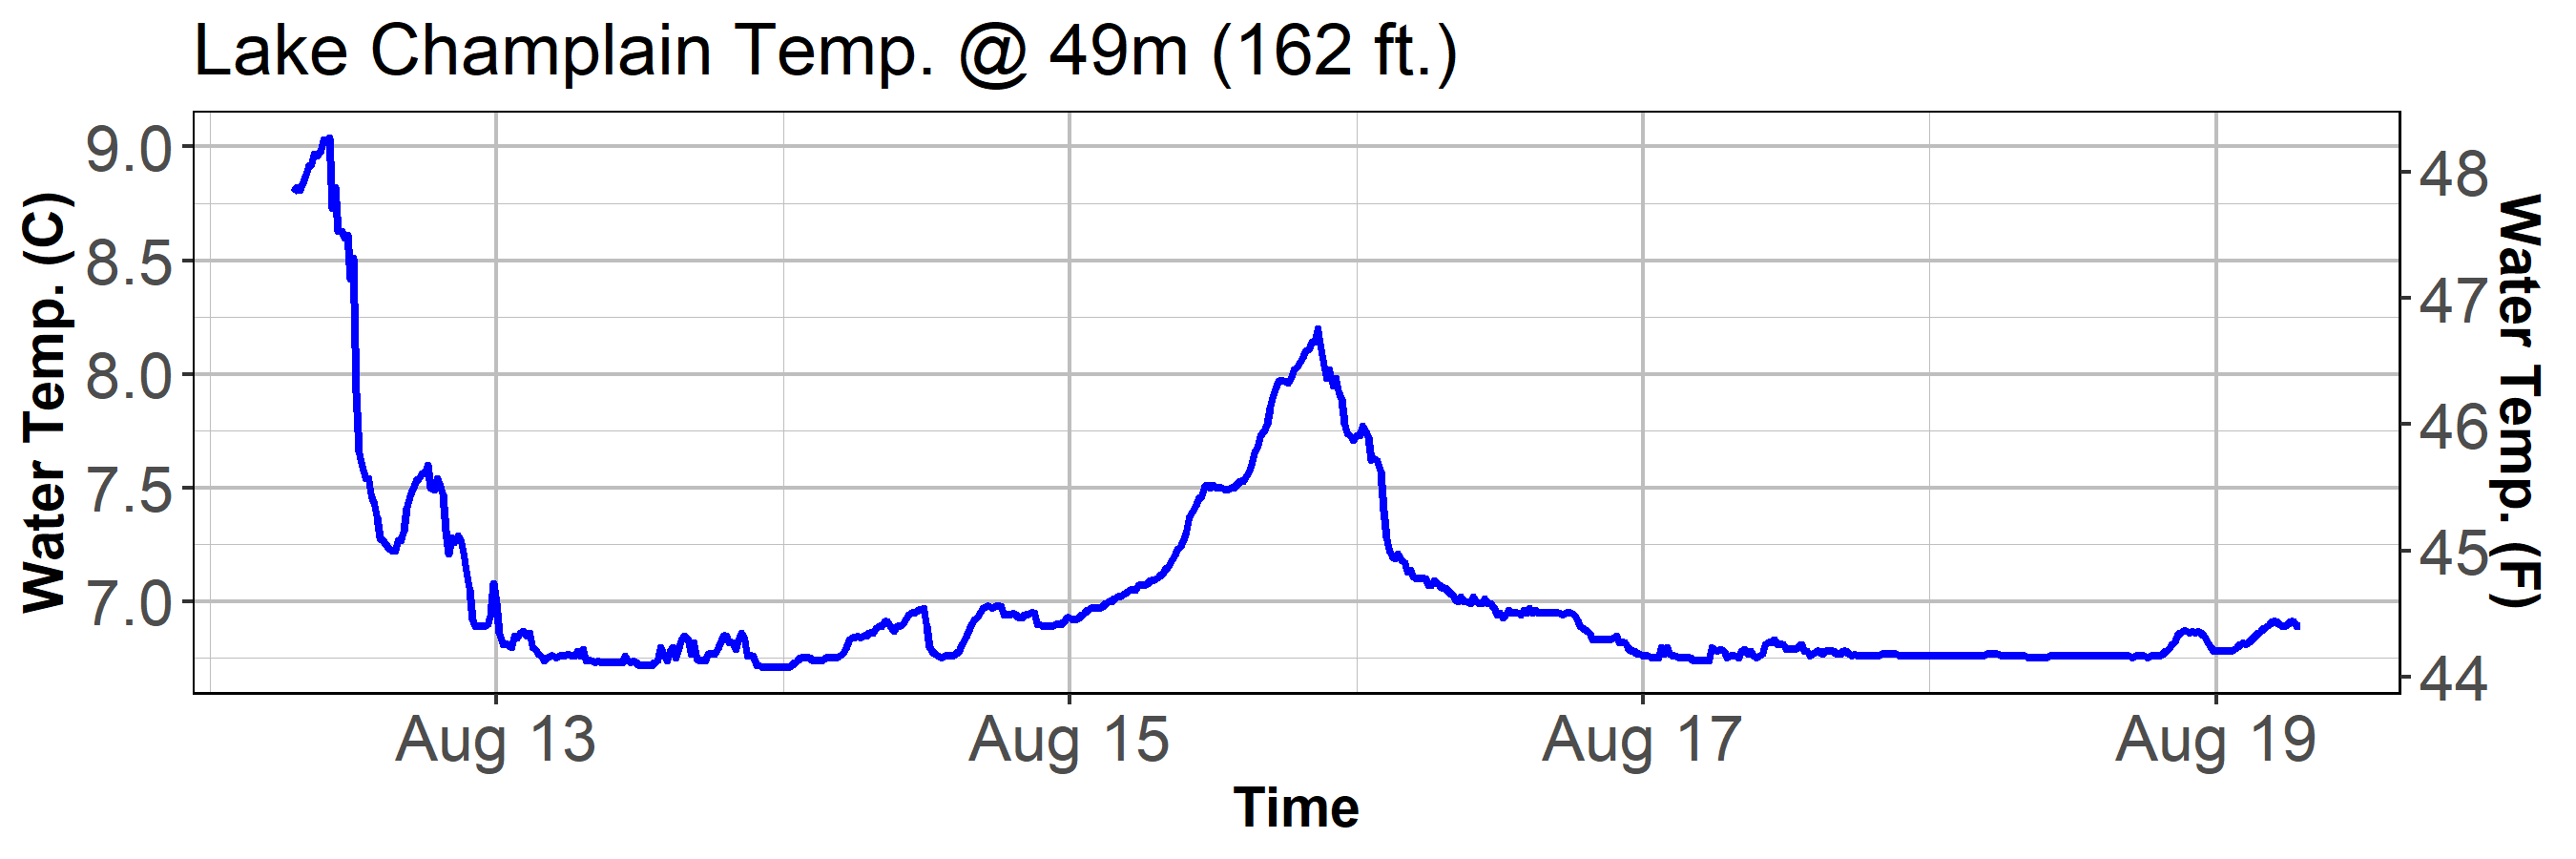 Lake Champlain Temp. @ 49m (162 ft.)
Water Temp. (C)
9.0
8.5
8.0
7.5
7.0
48
47
46
45
44
Water Temp. (F)
Aug 13
Aug 15
Aug 17
Aug 19
Time